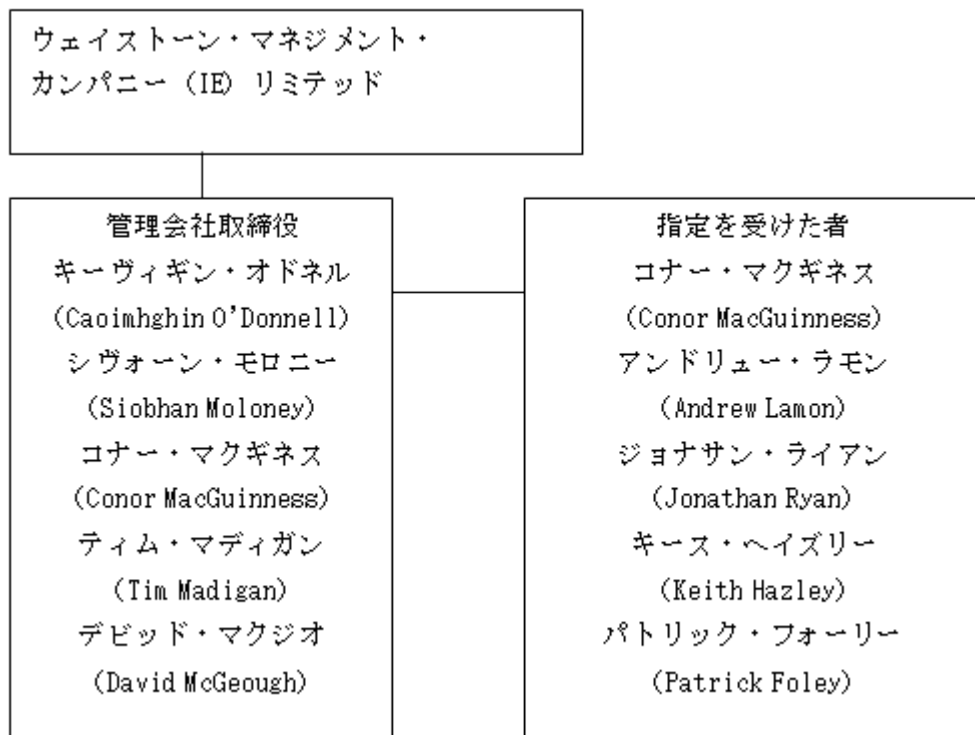 ウェイストーン・マネジメント・
カンパニー (IE) リミテッド
管理会社取締役
キーヴィギン・オドネル
(Caoimhghin O'Donnell)
シヴォーン・モロニー
(Siobhan Moloney)
コナー・マクギネス
(Conor MacGuinness)
ティム・マディガン
(Tim Madigan)
デビッド・マクジオ
(David McGeough)
指定を受けた者
コナー・マクギネス
(Conor MacGuinness)
アンドリュー・ラモン
(Andrew Lamon)
ジョナサン・ライアン
(Jonathan Ryan)
キース・ヘイズリー
(Keith Hazley)
パトリック・フォーリー
(Patrick Foley)